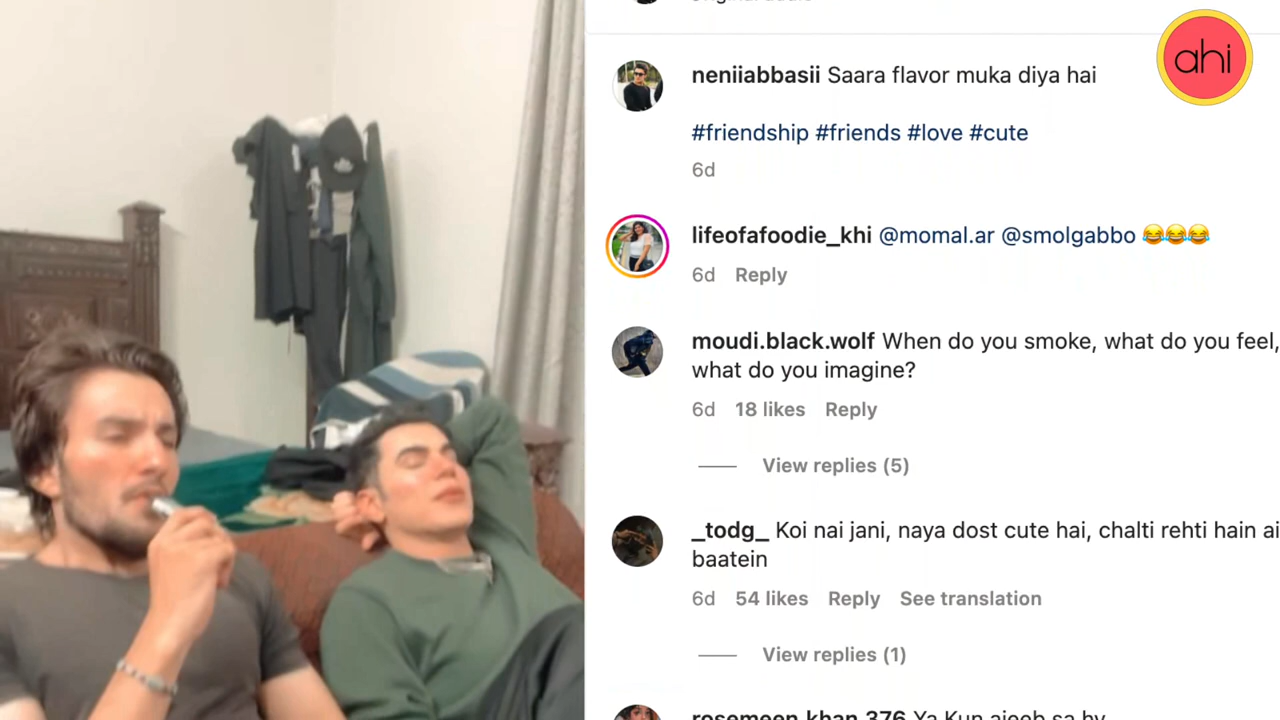 ahi
neniiabbasii Saara flavor muka diya hai
#friendship #friends #love #cute
6d
lifeofafoodie_khi @momal.ar @smolgabbo 😂😂😂
6d Reply
moudi.black.wolf When do you smoke, what do you feel,
what do you imagine?
6d 18 likes Reply
View replies (5)
_todg_ Koi nai jani, naya dost cute hai, chalti rehti hain ai
baatein
6d 54 likes Reply See translation
View replies (1)
rosemeen.khan.376 Ya Kun ajeeb sa hy